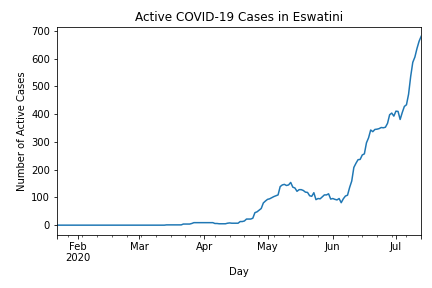 Active COVID-19 Cases in Eswatini
700
600
500
400
300
200
100
0
Number of Active Cases
Feb Mar Apr May Jun Jul
2020
Day